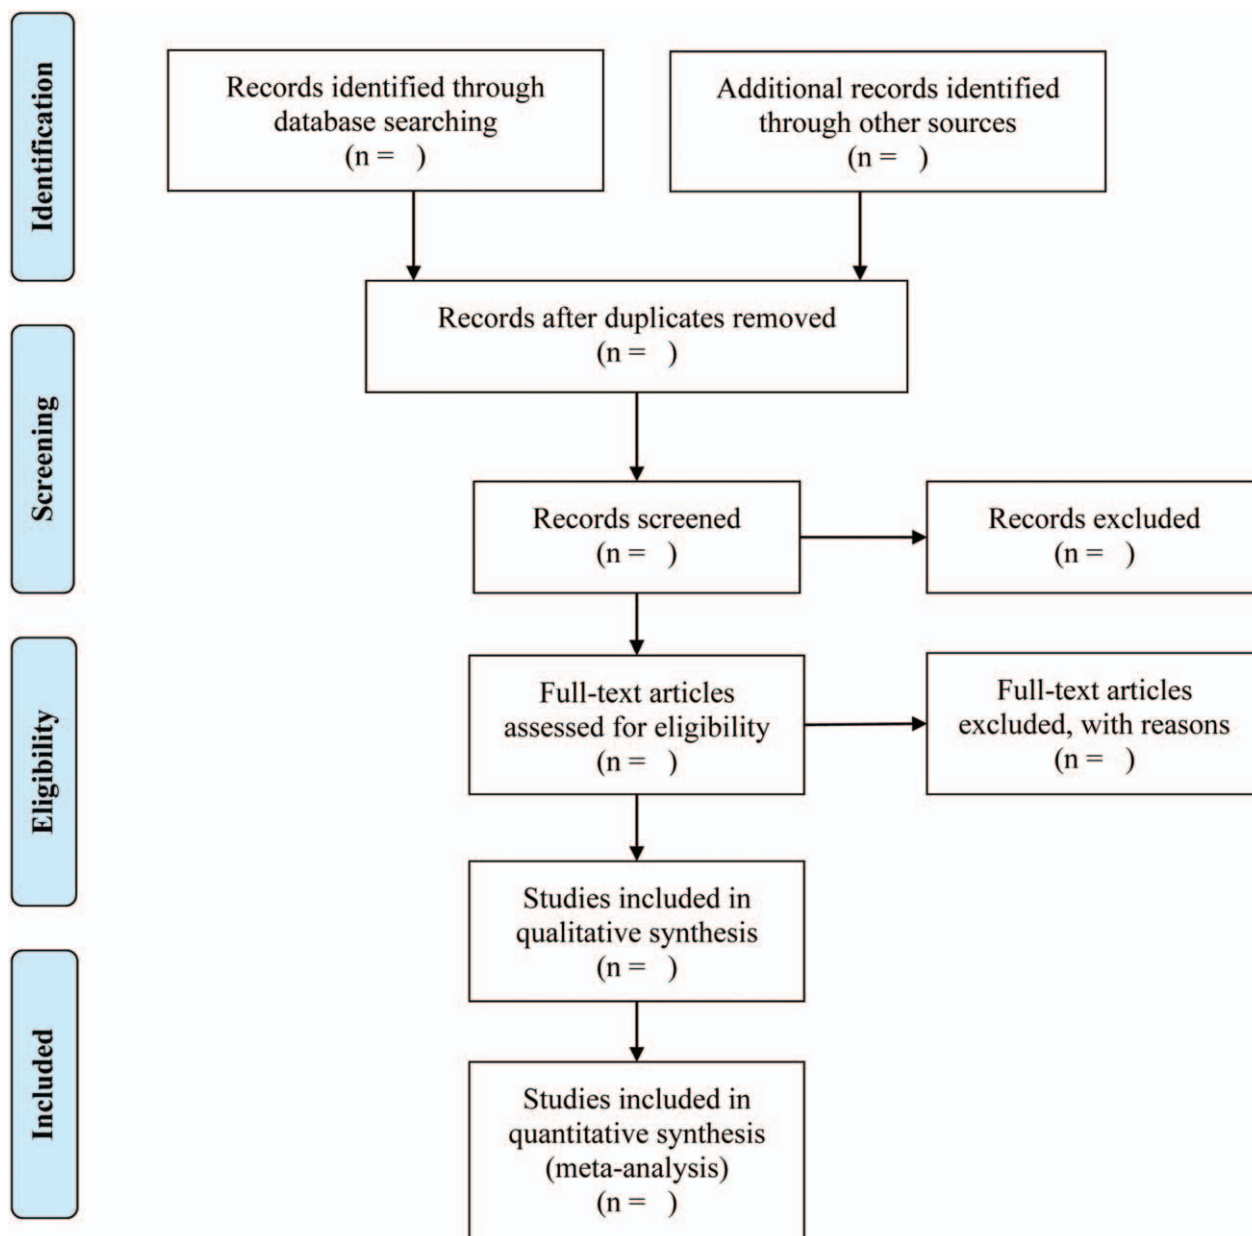 Identification
Records identified through
database searching
(n =   )
Additional records identified
through other sources
(n =   )
Records after duplicates removed
(n =   )
Screening
Records screened
(n =   )
Records excluded
(n =   )
Eligibility
Full-text articles
assessed for eligibility
(n =   )
Full-text articles
excluded, with reasons
(n =   )
Studies included in
qualitative synthesis
(n =   )
Included
Studies included in
quantitative synthesis
(meta-analysis)
(n =   )